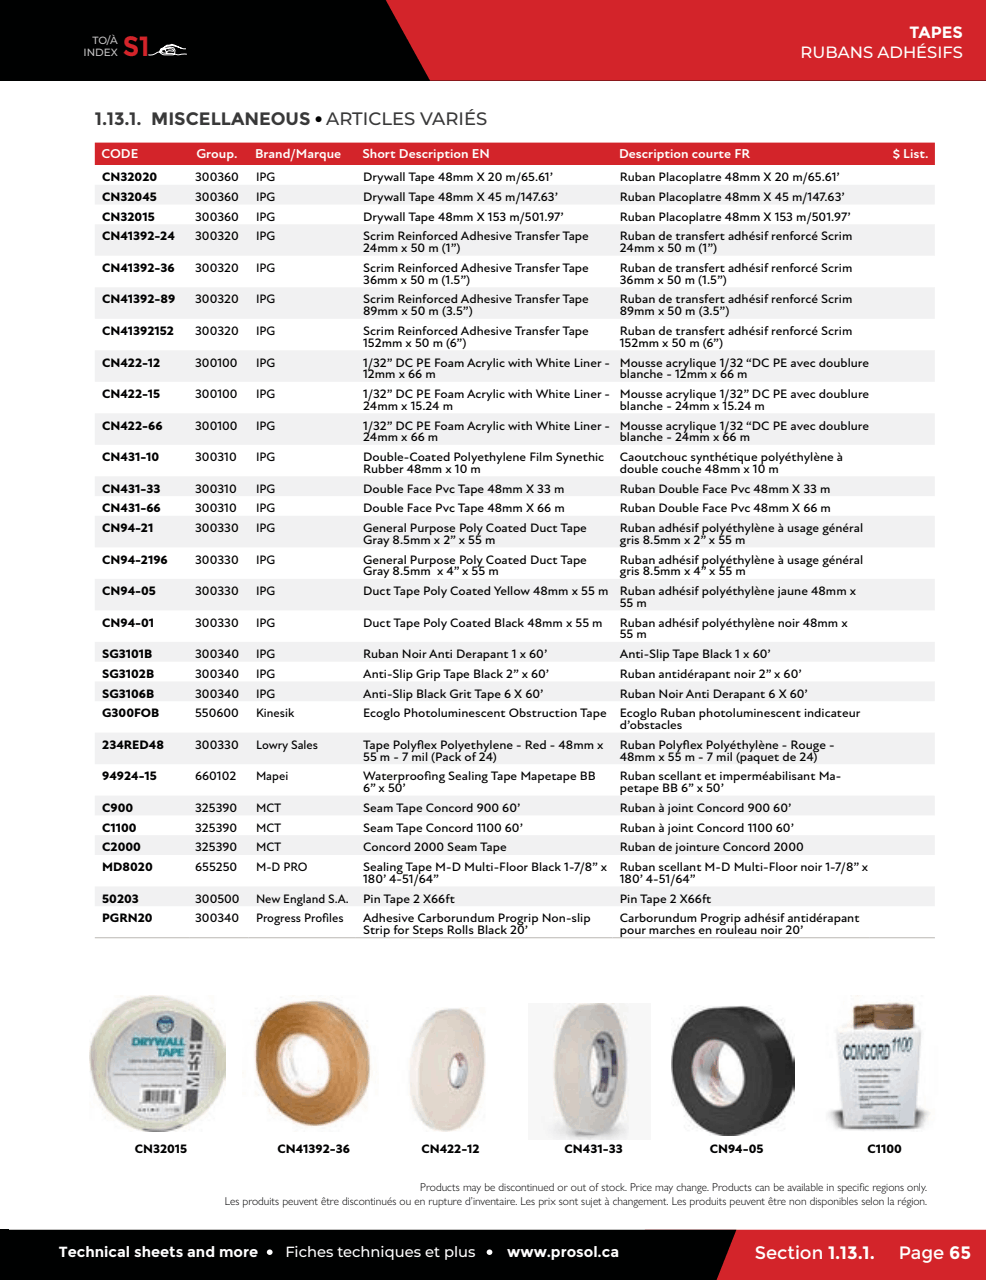 TO/À
INDEX S1
TAPES
RUBANS ADHÉSIFS
1.13.1. MISCELLANEOUS • ARTICLES VARIÉS
CODE Group. Brand/Marque Short Description EN Description courte FR $ List.
CN32020 300360 IPG Drywall Tape 48mm X 20 m/65.61’ Ruban Placoplatre 48mm X 20 m/65.61’
CN32045 300360 IPG Drywall Tape 48mm X 45 m/147.63’ Ruban Placoplatre 48mm X 45 m/147.63’
CN32015 300360 IPG Drywall Tape 48mm X 153 m/501.97’ Ruban Placoplatre 48mm X 153 m/501.97’
CN41392-24 300320 IPG Scrim Reinforced Adhesive Transfer Tape Ruban de transfert adhésif renforcé Scrim
24mm x 50 m (1”) 24mm x 50 m (1”)
CN41392-36 300320 IPG Scrim Reinforced Adhesive Transfer Tape Ruban de transfert adhésif renforcé Scrim
36mm x 50 m (1.5”) 36mm x 50 m (1.5”)
CN41392-89 300320 IPG Scrim Reinforced Adhesive Transfer Tape Ruban de transfert adhésif renforcé Scrim
89mm x 50 m (3.5”) 89mm x 50 m (3.5”)
CN41392152 300320 IPG Scrim Reinforced Adhesive Transfer Tape Ruban de transfert adhésif renforcé Scrim
152mm x 50 m (6”) 152mm x 50 m (6”)
CN422-12 300100 IPG 1/32” DC PE Foam Acrylic with White Liner - Mousse acrylique 1/32 “DC PE avec doublure
12mm x 66 m blanche - 12mm x 66 m
CN422-15 300100 IPG 1/32” DC PE Foam Acrylic with White Liner - Mousse acrylique 1/32” DC PE avec doublure
24mm x 15.24 m blanche - 24mm x 15.24 m
CN422-66 300100 IPG 1/32” DC PE Foam Acrylic with White Liner - Mousse acrylique 1/32 “DC PE avec doublure
24mm x 66 m blanche - 24mm x 66 m
CN431-10 300310 IPG Double-Coated Polyethylene Film Synethic Caoutchouc synthétique polyéthylène à
Rubber 48mm x 10 m double couche 48mm x 10 m
CN431-33 300310 IPG Double Face Pvc Tape 48mm X 33 m Ruban Double Face Pvc 48mm X 33 m
CN431-66 300310 IPG Double Face Pvc Tape 48mm X 66 m Ruban Double Face Pvc 48MM X 66 m
CN94-21 300330 IPG General Purpose Poly Coated Duct Tape Ruban adhésif polyéthylène à usage général
Gray 8.5mm x 2” x 55 m gris 8.5mm x 2” x 55 m
CN94-2196 300330 IPG General Purpose Poly Coated Duct Tape Ruban adhésif polyéthylène à usage général
Gray 8.5mm x 4” x 55 m gris 8.5mm x 4” x 55 m
CN94-05 300330 IPG Duct Tape Poly Coated Yellow 48mm x 55 m Ruban adhésif polyéthylène jaune 48mm x
55 m
CN94-01 300330 IPG Duct Tape Poly Coated Black 48mm x 55 m Ruban adhésif polyéthylène noir 48mm x
55 m
SG3101B 300340 IPG Ruban Noir Anti Derapant 1 x 60’ Anti-Slip Tape Black 1 x 60’
SG3102B 300340 IPG Anti-Slip Grip Tape Black 2” x 60’ Ruban antidérapant noir 2” x 60’
SG3106B 300340 IPG Anti-Slip Black Grit Tape 6 X 60’ Ruban Noir Anti Derapant 6 X 60’
G300FOB 550600 Kinesik Ecoglo Photoluminescent Obstruction Tape Ecoglo Ruban photoluminescent indicateur
d’obstacles
234RED48 300330 Lowry Sales Tape Polyflex Polyethylene - Red - 48mm x Ruban Polyflex Polyéthylène - Rouge -
55 m - 7 mil (Pack of 24) 48mm x 55 m - 7 mil (paquet de 24)
94924-15 660102 Mapei Waterproofing Sealing Tape Mapetape BB Ruban scellant et imperméabilisant Ma-
6” x 50’ petape BB 6” x 50’
C900 325390 MCT Seam Tape Concord 900 60’ Ruban à joint Concord 900 60’
C1100 325390 MCT Seam Tape Concord 1100 60’ Ruban à joint Concord 1100 60’
C2000 325390 MCT Concord 2000 Seam Tape Ruban de jointure Concord 2000
MD8020 655250 M-D PRO Sealing Tape M-D Multi-Floor Black 1-7/8” x Ruban scellant M-D Multi-Floor noir 1-7/8” x
180’ 4-51/64” 180’ 4-51/64”
50203 300500 New England S.A. Pin Tape 2 X66ft Pin Tape 2 X66ft
PGRN20 300340 Progress Profiles Adhesive Carborundum Progrip Non-slip Carborundum Progrip adhésif antidérapant
Strip for Steps Rolls Black 20’ pour marches en rouleau noir 20’
DRYWALL
TAPE
MESH
CONCORD 1100
CN32015 CN41392-36 CN422-12 CN431-33 CN94-05 C1100
Products may be discontinued or out of stock. Price may change. Products can be available in specific regions only.
Les produits peuvent être discontinués ou en rupture d’inventaire. Les prix sont sujet à changement. Les produits peuvent être non disponibles selon la région.
Technical sheets and more • Fiches techniques et plus • www.prosol.ca
Section 1.13.1. Page 65